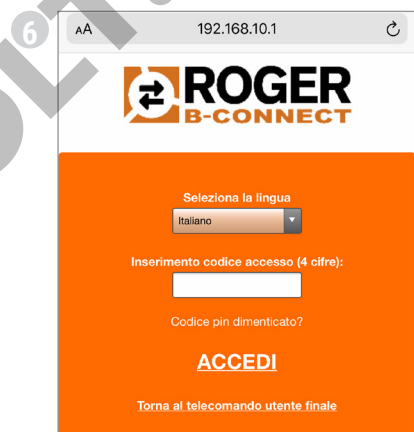 6
AA 192.168.10.1
ROGER
B-CONNECT
Seleziona la lingua
Italiano
Inserimento codice accesso (4 cifre):
Codice pin dimenticato?
ACCEDI
Torna al telecomando utente finale